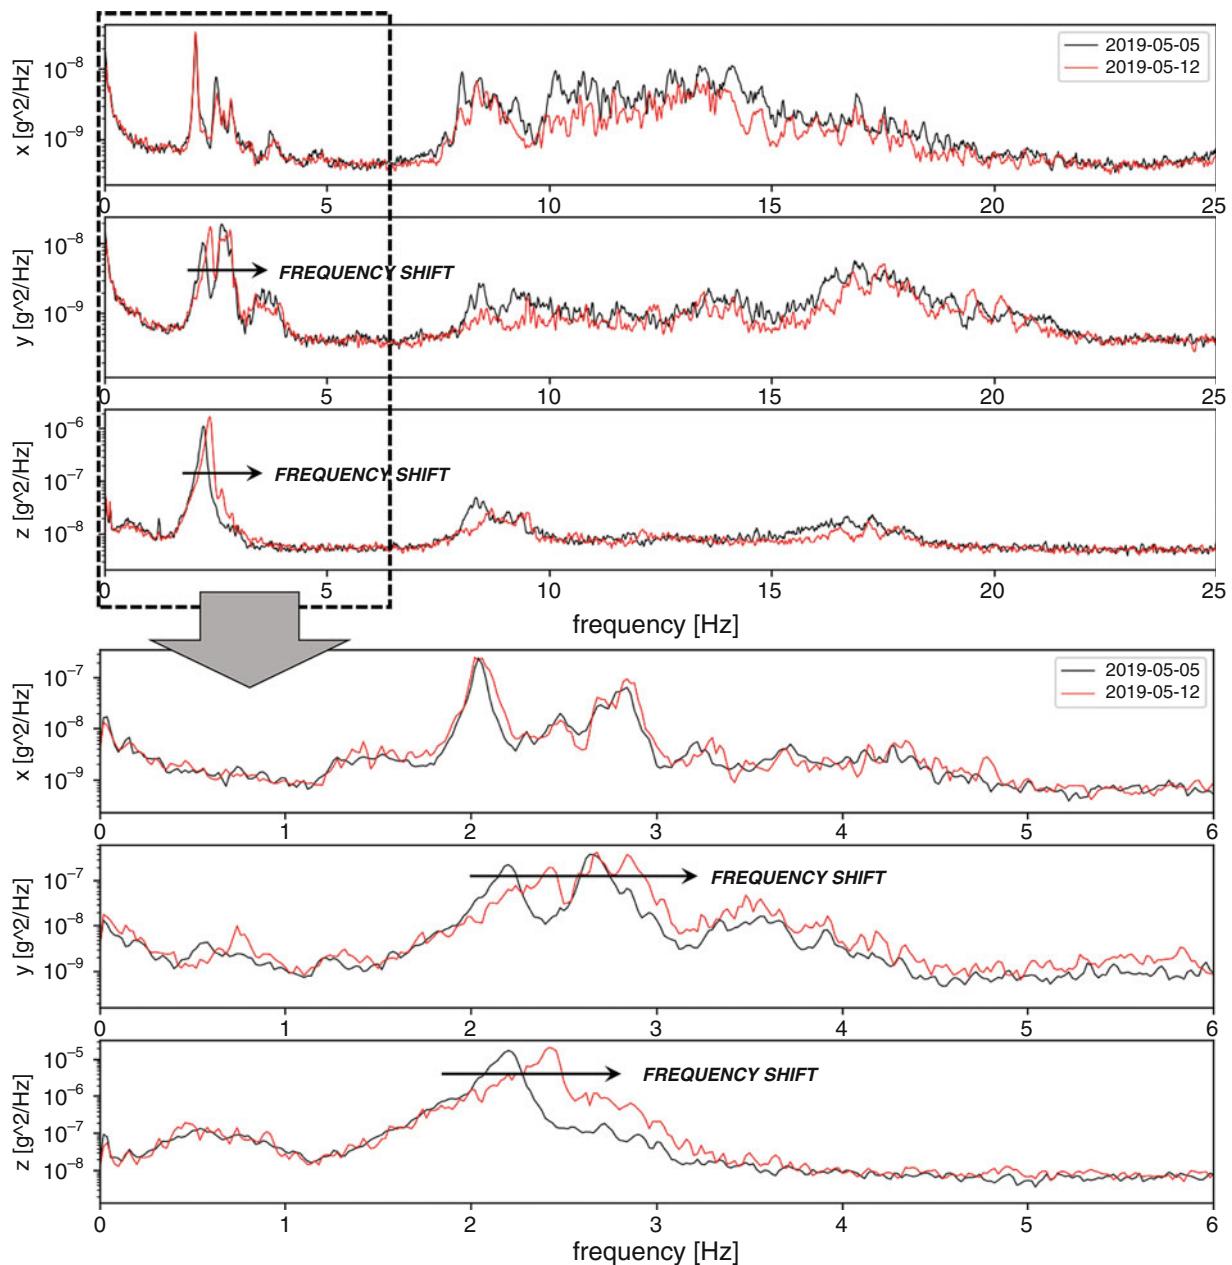 x [g^2/Hz]
10⁻⁸
10⁻⁹
2019-05-05
2019-05-12
0 5 10 15 20 25
y [g^2/Hz]
10⁻⁸
10⁻⁹
FREQUENCY SHIFT
0 5 10 15 20 25
z [g^2/Hz]
10⁻⁶
10⁻⁷
10⁻⁸
FREQUENCY SHIFT
0 5 10 15 20 25
frequency [Hz]
x [g^2/Hz]
10⁻⁷
10⁻⁸
10⁻⁹
2019-05-05
2019-05-12
0 1 2 3 4 5 6
y [g^2/Hz]
10⁻⁷
10⁻⁸
10⁻⁹
FREQUENCY SHIFT
0 1 2 3 4 5 6
z [g^2/Hz]
10⁻⁵
10⁻⁶
10⁻⁷
10⁻⁸
FREQUENCY SHIFT
0 1 2 3 4 5 6
frequency [Hz]